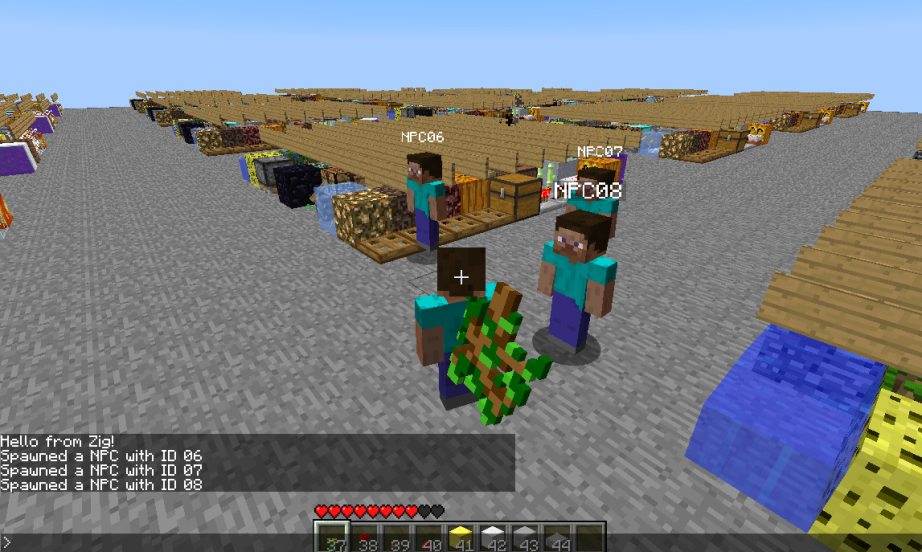 NPC06
NPC07
NPC08
Hello from Zig!
Spawned a NPC with ID 06
Spawned a NPC with ID 07
Spawned a NPC with ID 08
37 38 39 40 41 42 43 44
>